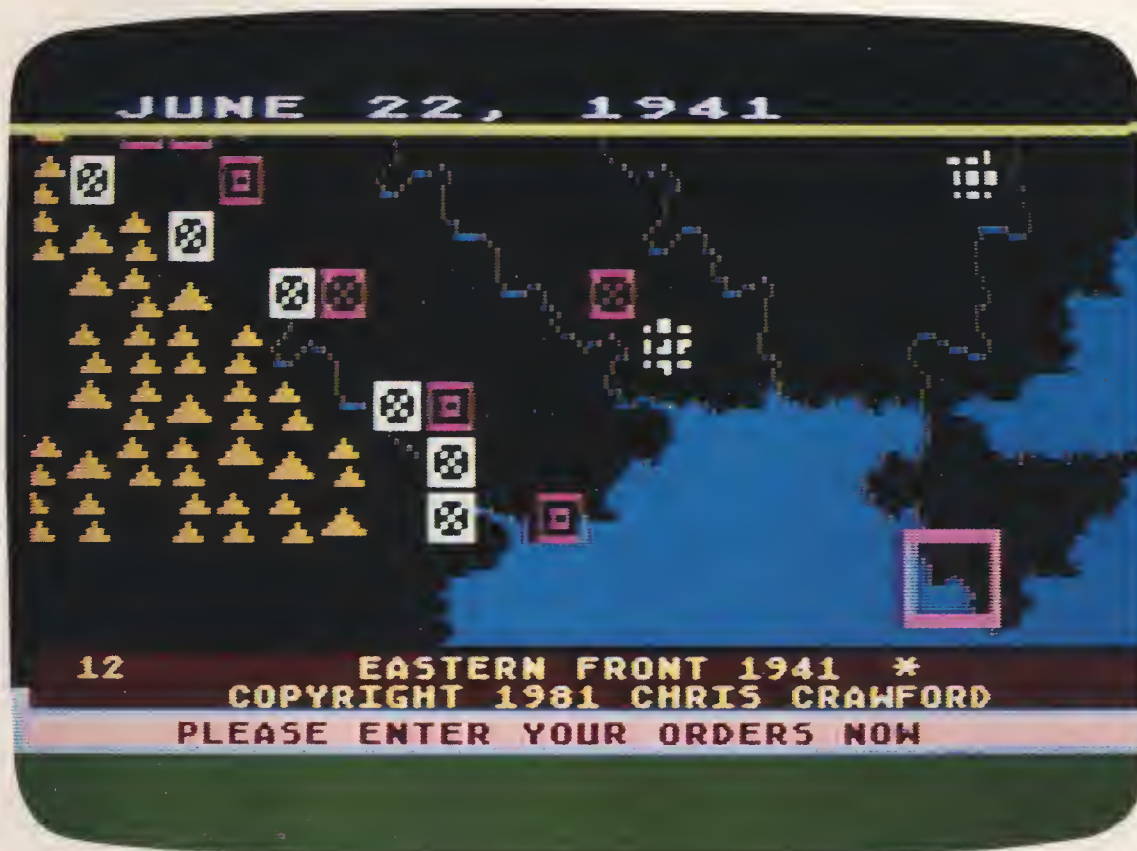 JUNE 22, 1941
12 EASTERN FRONT 1941 *
COPYRIGHT 1981 CHRIS CRAWFORD
PLEASE ENTER YOUR ORDERS NOW